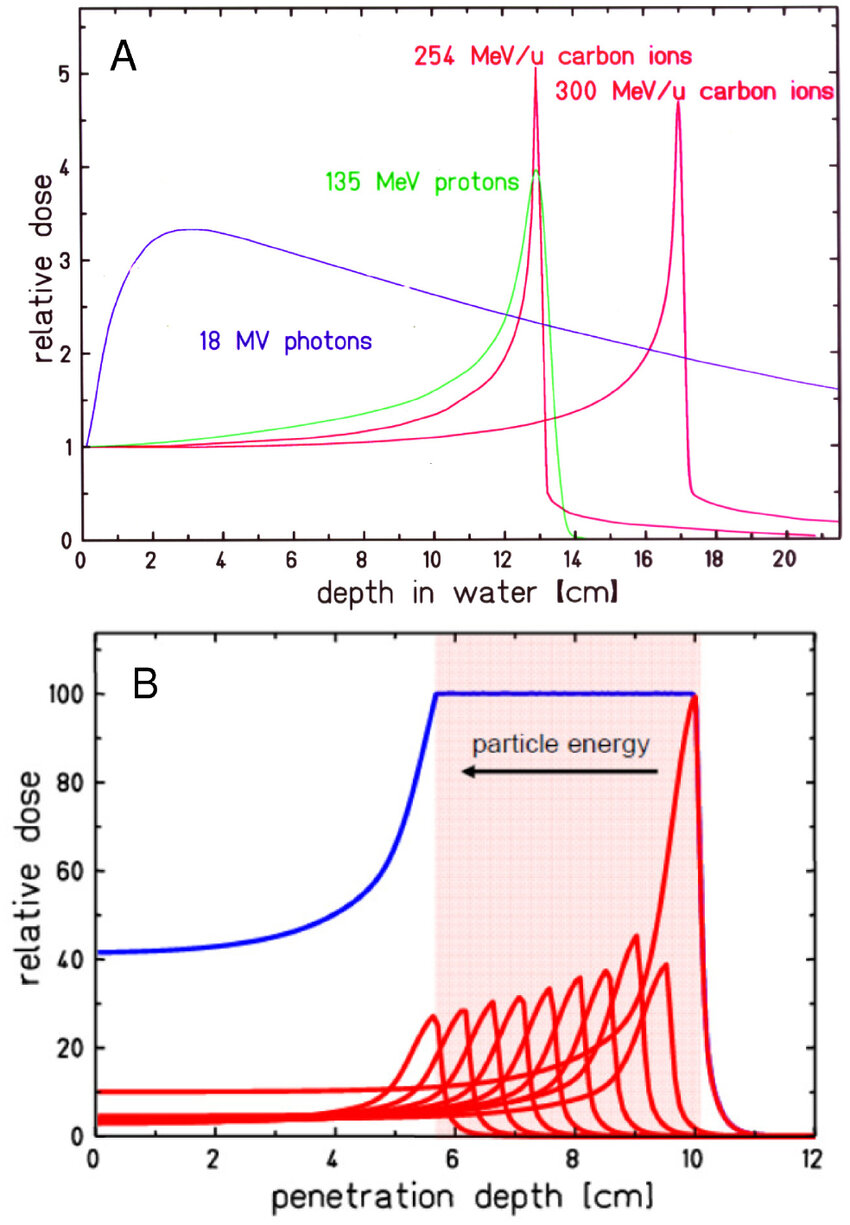 A
254 MeV/u carbon ions
300 MeV/u carbon ions
135 MeV protons
18 MV photons
relative dose
5
4
3
2
1
0
0 2 4 6 8 10 12 14 16 18 20
depth in water [cm]
B
particle energy
relative dose
100
80
60
40
20
0
0 2 4 6 8 10 12
penetration depth [cm]